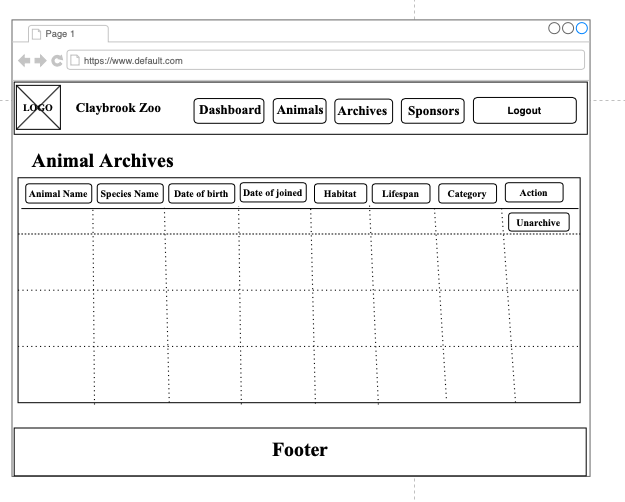 Page 1
https://www.default.com
LOGO
Claybrook Zoo
Dashboard
Animals
Archives
Sponsors
Logout
Animal Archives
Animal Name
Species Name
Date of birth
Date of joined
Habitat
Lifespan
Category
Action
Unarchive
Footer